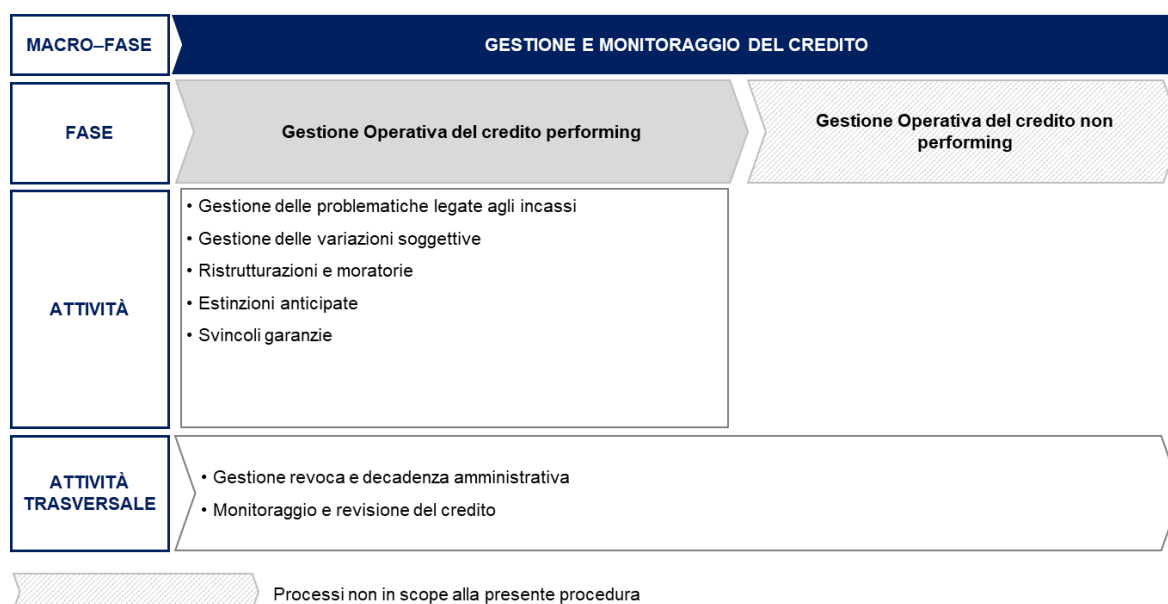 MACRO–FASE
GESTIONE E MONITORAGGIO DEL CREDITO
FASE
Gestione Operativa del credito performing
Gestione Operativa del credito non
performing
ATTIVITÀ
• Gestione delle problematiche legate agli incassi
• Gestione delle variazioni soggettive
• Ristrutturazioni e moratorie
• Estinzioni anticipate
• Svincoli garanzie
ATTIVITÀ
TRASVERSALE
• Gestione revoca e decadenza amministrativa
• Monitoraggio e revisione del credito
Processi non in scope alla presente procedura